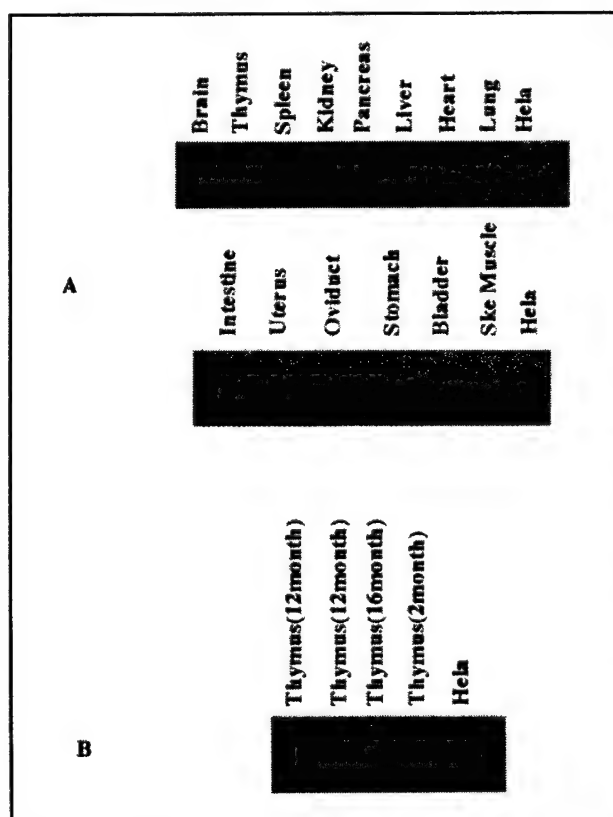 Brain
Thymus
Spleen
Kidney
Pancreas
Liver
Heart
Lung
Hela
A
Intestine
Uterus
Oviduct
Stomach
Bladder
Ske Muscle
Hela
Thymus(12month)
Thymus(12month)
Thymus(16month)
Thymus(2month)
Hela
B